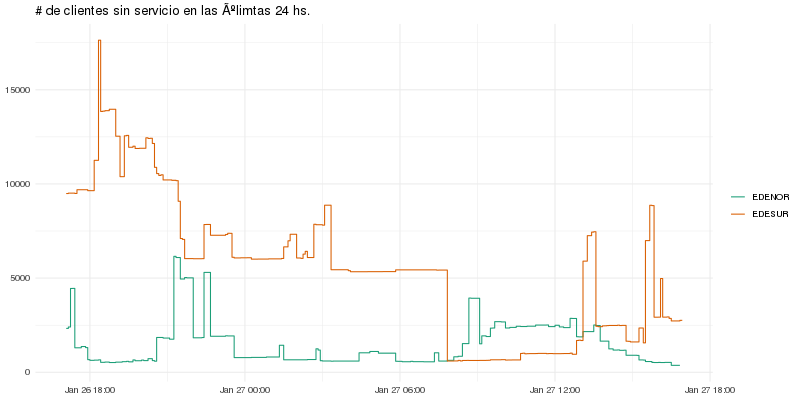 # de clientes sin servicio en las Ãºlimtas 24 hs.
15000
10000
5000
0
Jan 26 18:00
Jan 27 00:00
Jan 27 06:00
Jan 27 12:00
Jan 27 18:00
EDENOR
EDESUR